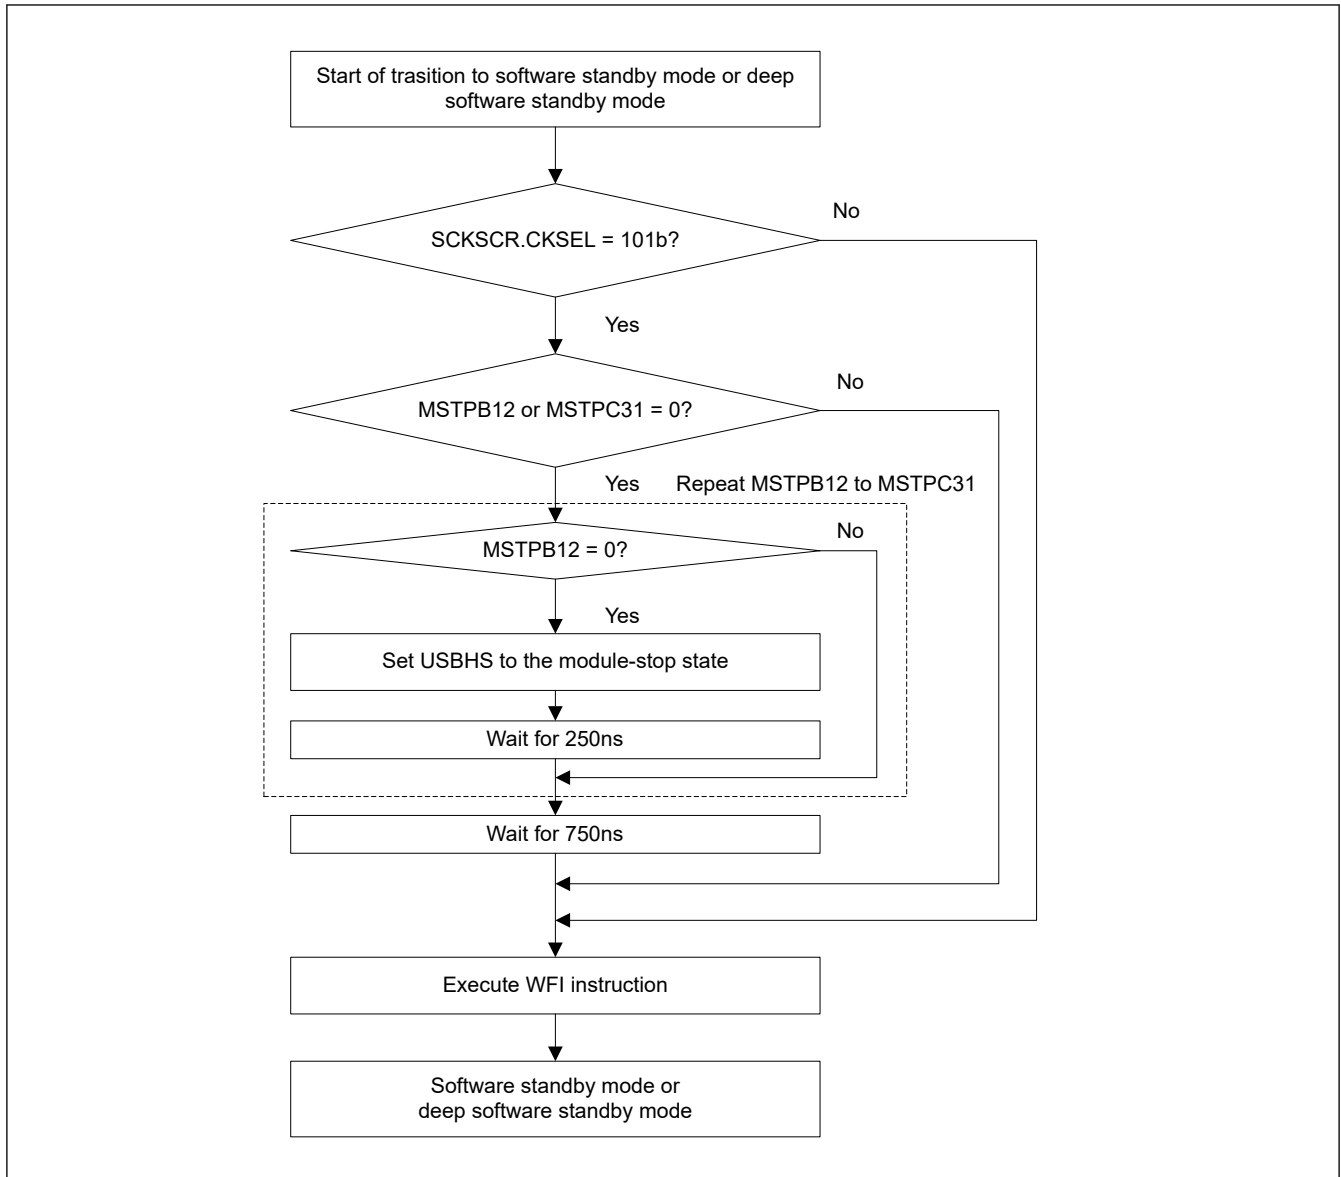 Start of trasition to software standby mode or deep
software standby mode
No
SCKSCR.CKSEL = 101b?
Yes
No
MSTPB12 or MSTPC31 = 0?
Yes
Repeat MSTPB12 to MSTPC31
No
MSTPB12 = 0?
Yes
Set USBHS to the module-stop state
Wait for 250ns
Wait for 750ns
Execute WFI instruction
Software standby mode or
deep software standby mode